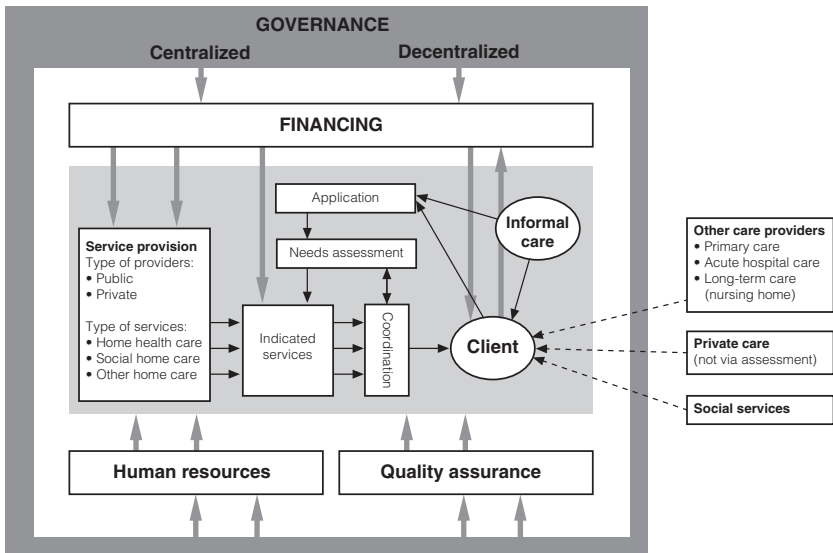 GOVERNANCE
Centralized
Decentralized
FINANCING
Application
Informal
care
Needs assessment
Service provision
Type of providers:
• Public
• Private
Type of services:
• Home health care
• Social home care
• Other home care
Indicated
services
Coordination
Client
Other care providers
• Primary care
• Acute hospital care
• Long-term care
(nursing home)
Private care
(not via assessment)
Social services
Human resources
Quality assurance